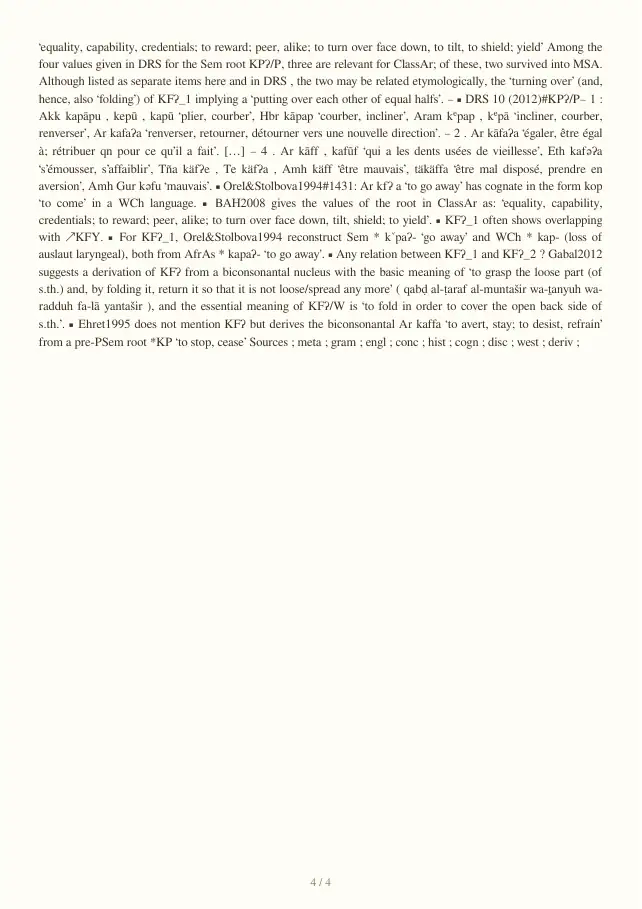 ‘equality, capability, credentials; to reward; peer, alike; to turn over face down, to tilt, to shield; yield’ Among the
four values given in DRS for the Sem root KPʔ/P, three are relevant for ClassAr; of these, two survived into MSA.
Although listed as separate items here and in DRS , the two may be related etymologically, the ‘turning over’ (and,
hence, also ‘folding’) of KFʔ_1 implying a ‘putting over each other of equal halfs’. – ▪ DRS 10 (2012)#KPʔ/P– 1 :
Akk kapāpu , kepū , kapū ‘plier, courber’, Hbr kāpap ‘courber, incliner’, Aram kᵉpap , kᵉpā ‘incliner, courber,
renverser’, Ar kafaʔa ‘renverser, retourner, détourner vers une nouvelle direction’. – 2 . Ar kāfaʔa ‘égaler, être égal
à; rétribuer qn pour ce qu’il a fait’. […] – 4 . Ar kāff , kafūf ‘qui a les dents usées de vieillesse’, Eth kafəʔa
‘s’émousser, s’affaiblir’, Tña käfʔe , Te käfʔa , Amh käff ‘être mauvais’, täkäffa ‘être mal disposé, prendre en
aversion’, Amh Gur kəfu ‘mauvais’. ▪ Orel&Stolbova1994#1431: Ar kfʔ a ‘to go away’ has cognate in the form kop
‘to come’ in a WCh language. ▪ BAH2008 gives the values of the root in ClassAr as: ‘equality, capability,
credentials; to reward; peer, alike; to turn over face down, tilt, shield; to yield’. ▪ KFʔ_1 often shows overlapping
with ↗KFY. ▪ For KFʔ_1, Orel&Stolbova1994 reconstruct Sem * kˇpaʔ- ‘go away’ and WCh * kap- (loss of
auslaut laryngeal), both from AfrAs * kapaʔ- ‘to go away’. ▪ Any relation between KFʔ_1 and KFʔ_2 ? Gabal2012
suggests a derivation of KFʔ from a biconsonantal nucleus with the basic meaning of ‘to grasp the loose part (of
s.th.) and, by folding it, return it so that it is not loose/spread any more’ ( qabḍ al-ṭaraf al-muntašir wa-ṯanyuh wa-
radduh fa-lā yantašir ), and the essential meaning of KFʔ/W is ‘to fold in order to cover the open back side of
s.th.’. ▪ Ehret1995 does not mention KFʔ but derives the biconsonantal Ar kaffa ‘to avert, stay; to desist, refrain’
from a pre-PSem root *KP ‘to stop, cease’ Sources ; meta ; gram ; engl ; conc ; hist ; cogn ; disc ; west ; deriv ;
4 / 4